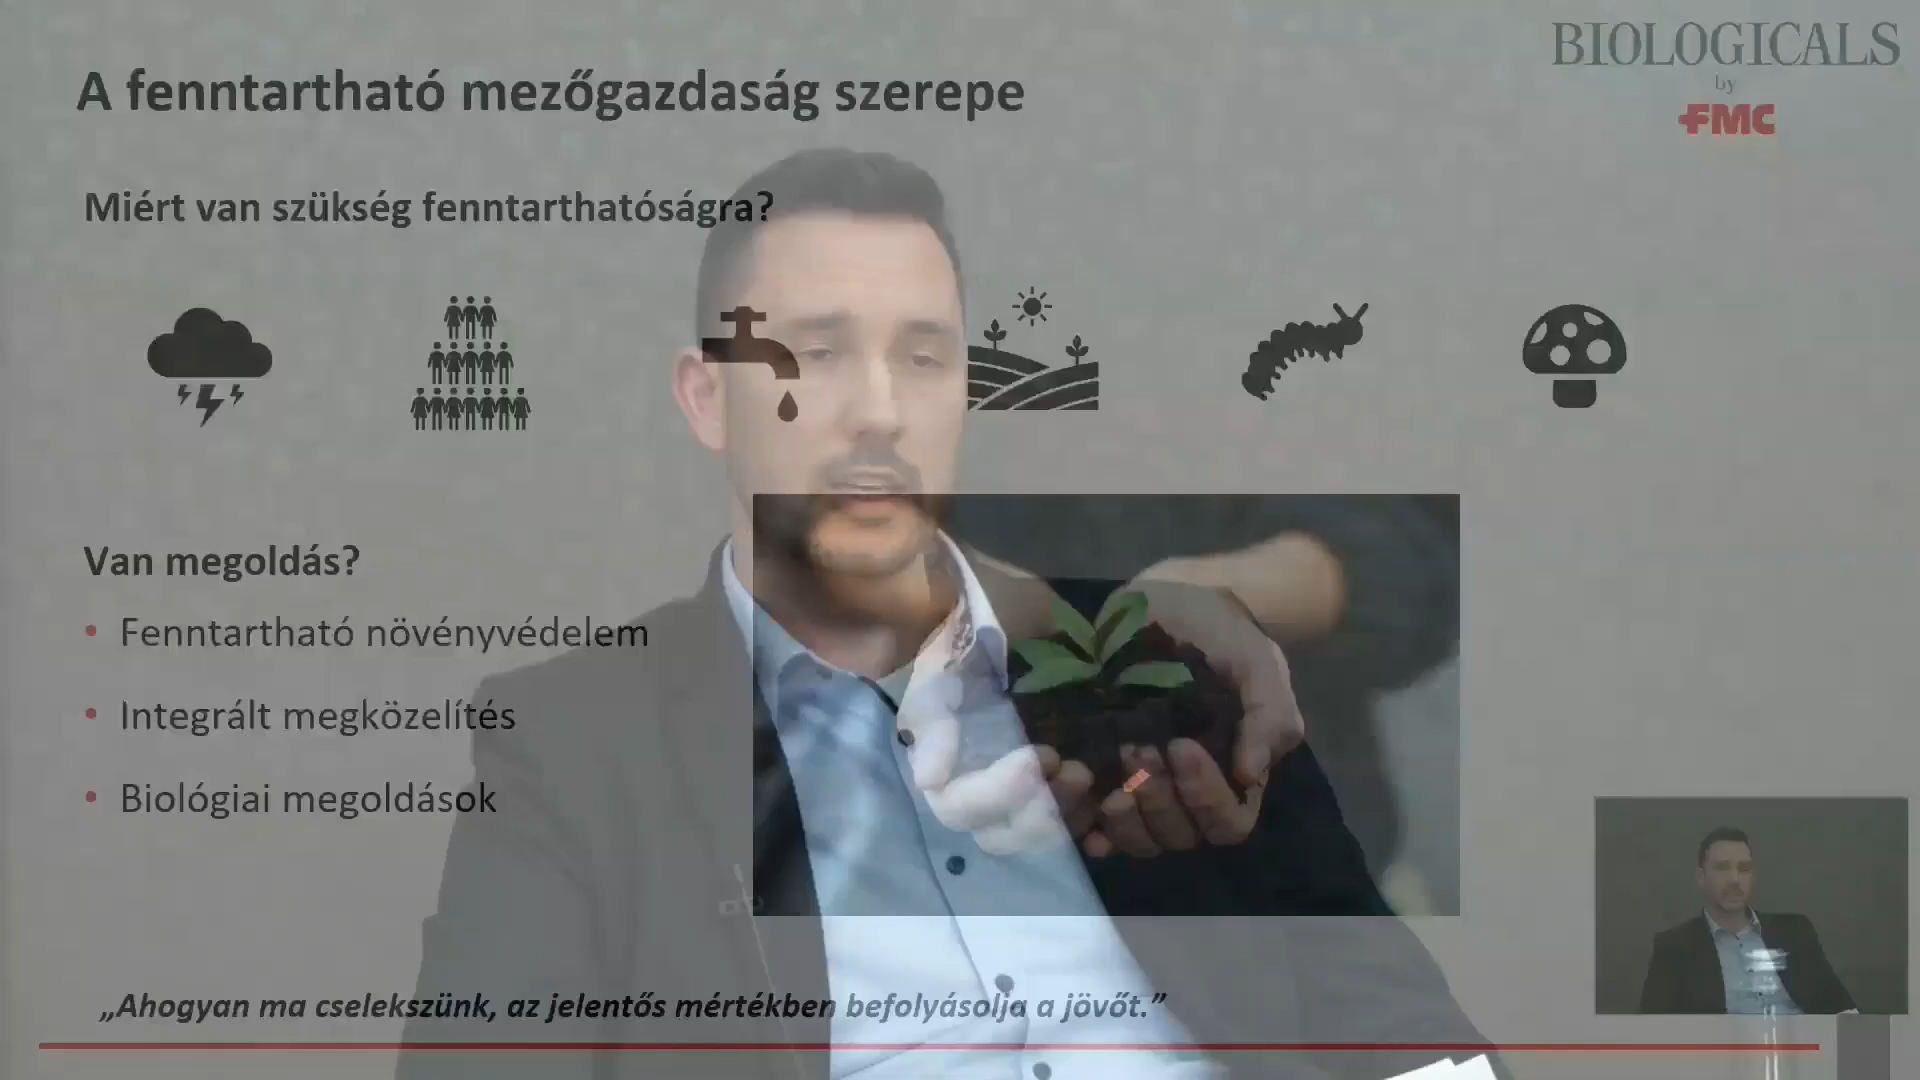 BIOLOGICALS
by
FMC
A fenntartható mezőgazdaság szerepe
Miért van szükség fenntarthatóságra?
Van megoldás?
• Fenntartható növényvédelem
• Integrált megközelítés
• Biológiai megoldások
„Ahogyan ma cselekszünk, az jelentős mértékben befolyásolja a jövőt.”